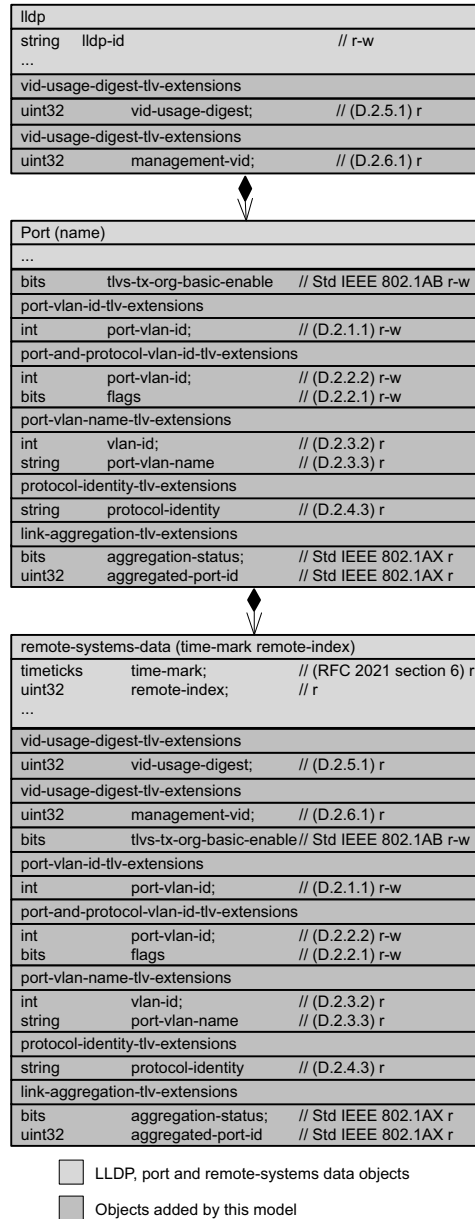 lldp
string lldp-id // r-w
...
vid-usage-digest-tlv-extensions
uint32 vid-usage-digest; // (D.2.5.1) r
vid-usage-digest-tlv-extensions
uint32 management-vid; // (D.2.6.1) r
Port (name)
...
bits tlvs-tx-org-basic-enable // Std IEEE 802.1AB r-w
port-vlan-id-tlv-extensions
int port-vlan-id; // (D.2.1.1) r-w
port-and-protocol-vlan-id-tlv-extensions
int port-vlan-id; // (D.2.2.2) r-w
bits flags // (D.2.2.1) r-w
port-vlan-name-tlv-extensions
int vlan-id; // (D.2.3.2) r
string port-vlan-name // (D.2.3.3) r
protocol-identity-tlv-extensions
string protocol-identity // (D.2.4.3) r
link-aggregation-tlv-extensions
bits aggregation-status; // Std IEEE 802.1AX r
uint32 aggregated-port-id // Std IEEE 802.1AX r
remote-systems-data (time-mark remote-index)
timeticks time-mark; // (RFC 2021 section 6) r
uint32 remote-index; // r
...
vid-usage-digest-tlv-extensions
uint32 vid-usage-digest; // (D.2.5.1) r
vid-usage-digest-tlv-extensions
uint32 management-vid; // (D.2.6.1) r
bits tlvs-tx-org-basic-enable // Std IEEE 802.1AB r-w
port-vlan-id-tlv-extensions
int port-vlan-id; // (D.2.1.1) r-w
port-and-protocol-vlan-id-tlv-extensions
int port-vlan-id; // (D.2.2.2) r-w
bits flags // (D.2.2.1) r-w
port-vlan-name-tlv-extensions
int vlan-id; // (D.2.3.2) r
string port-vlan-name // (D.2.3.3) r
protocol-identity-tlv-extensions
string protocol-identity // (D.2.4.3) r
link-aggregation-tlv-extensions
bits aggregation-status; // Std IEEE 802.1AX r
uint32 aggregated-port-id // Std IEEE 802.1AX r
LLDP, port and remote-systems data objects
Objects added by this model